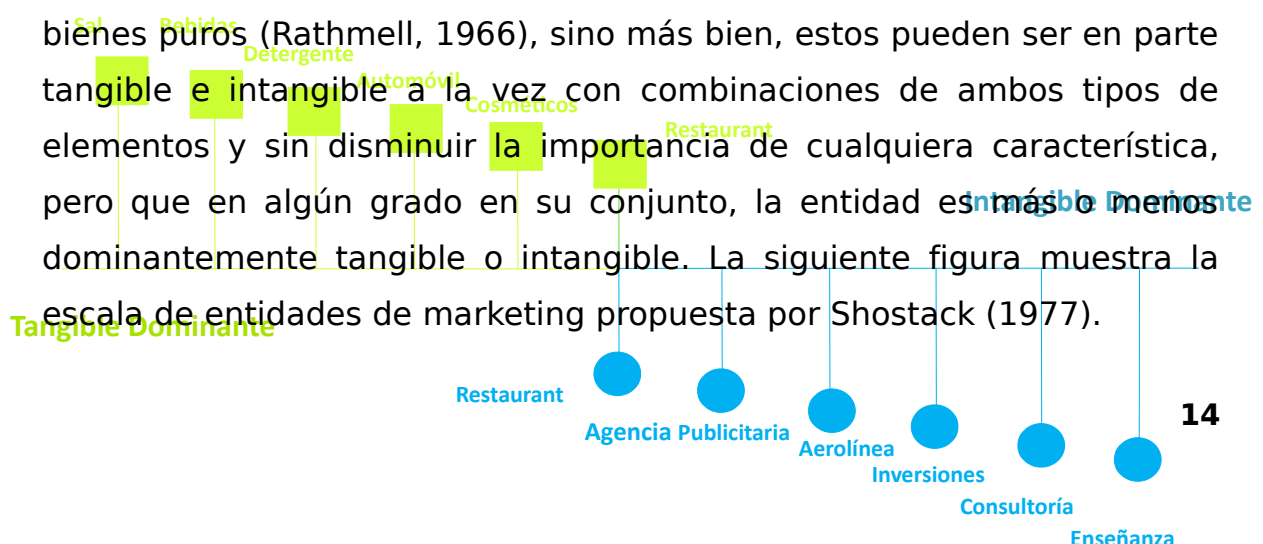 Sal Bebidas
bienes puros (Rathmell, 1966), sino más bien, estos pueden ser en parte
Detergente
Automóvil
tangible e intangible a la vez con combinaciones de ambos tipos de
Cosméticos
Restaurant
elementos y sin disminuir la importancia de cualquiera característica,
Intangible Dominante
pero que en algún grado en su conjunto, la entidad es más o menos
dominantemente tangible o intangible. La siguiente figura muestra la
escala de entidades de marketing propuesta por Shostack (1977).
Tangible Dominante
Restaurant
14
Agencia Publicitaria
Aerolínea
Inversiones
Consultoría
Enseñanza